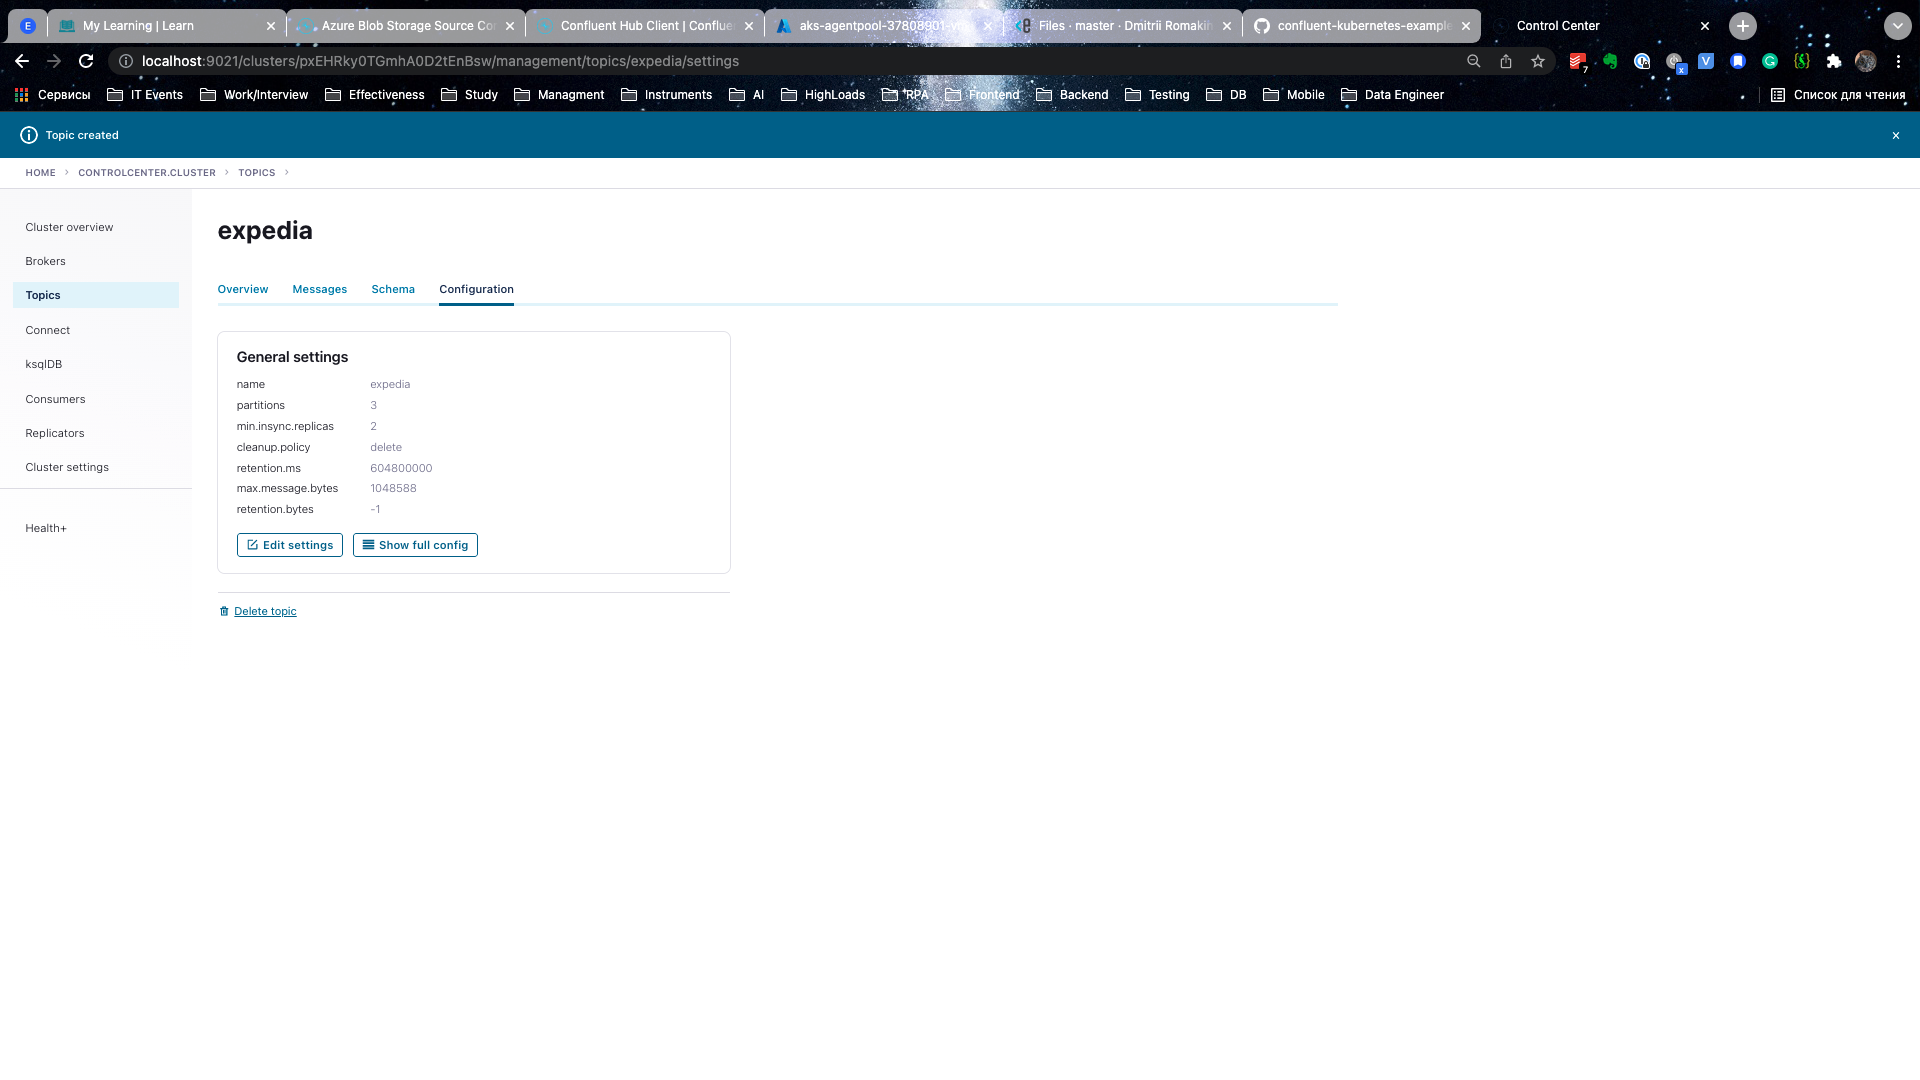 E My Learning | Learn Azure Blob Storage Source Co Confluent Hub Client | Conflue aks-agentpool-37808901-v Files · master · Dmitrii Romakin confluent-kubernetes-example Control Center
localhost:9021/clusters/pxEHRky0TGmhA0D2tEnBsw/management/topics/expedia/settings 7 x V G
Сервисы IT Events Work/Interview Effectiveness Study Managment Instruments AI HighLoads RPA Frontend Backend Testing DB Mobile Data Engineer Список для чтения
Topic created
HOME > CONTROLCENTER.CLUSTER > TOPICS >
expedia
Cluster overview
Brokers
Topics
Connect
ksqlDB
Consumers
Replicators
Cluster settings
Health+
Overview Messages Schema Configuration
General settings
name expedia
partitions 3
min.insync.replicas 2
cleanup.policy delete
retention.ms 604800000
max.message.bytes 1048588
retention.bytes -1
Edit settings Show full config
Delete topic